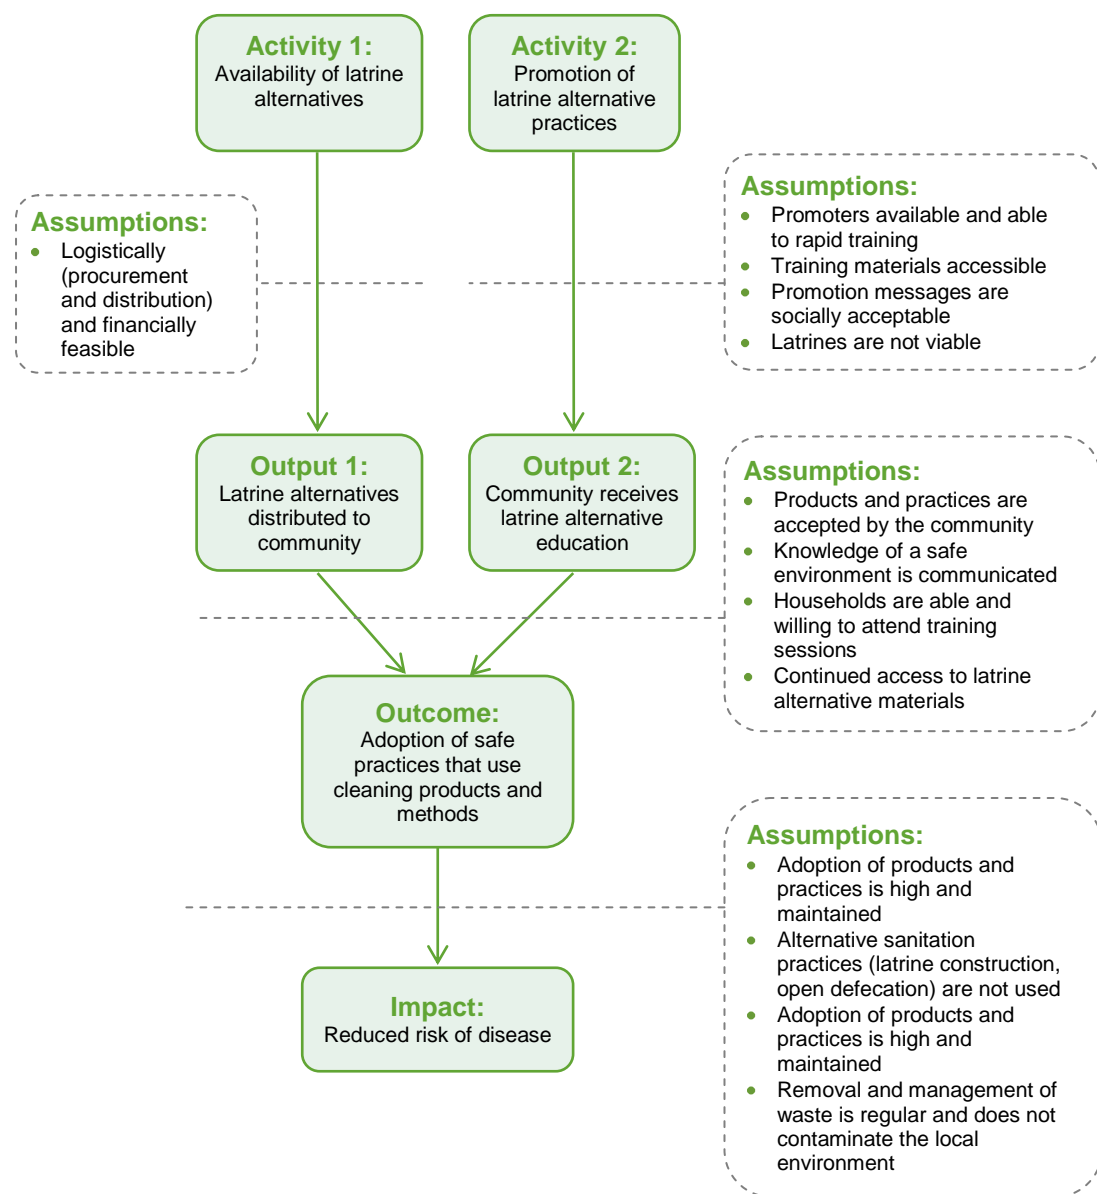 Activity 1:
Availability of latrine
alternatives
Activity 2:
Promotion of
latrine alternative
practices
Assumptions:
• Logistically
(procurement
and distribution)
and financially
feasible
Assumptions:
• Promoters available and able
to rapid training
• Training materials accessible
• Promotion messages are
socially acceptable
• Latrines are not viable
Output 1:
Latrine alternatives
distributed to
community
Output 2:
Community receives
latrine alternative
education
Assumptions:
• Products and practices are
accepted by the community
• Knowledge of a safe
environment is communicated
• Households are able and
willing to attend training
sessions
• Continued access to latrine
alternative materials
Outcome:
Adoption of safe
practices that use
cleaning products and
methods
Assumptions:
• Adoption of products and
practices is high and
maintained
• Alternative sanitation
practices (latrine construction,
open defecation) are not used
• Adoption of products and
practices is high and
maintained
• Removal and management of
waste is regular and does not
contaminate the local
environment
Impact:
Reduced risk of disease